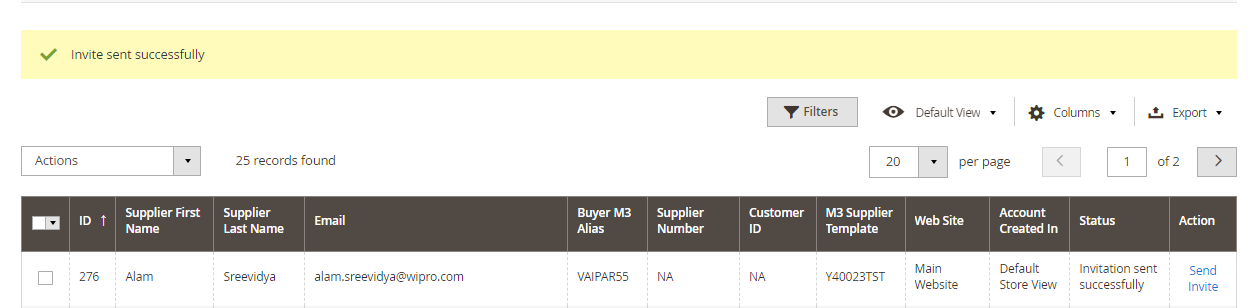 Invite sent successfully
Filters Default View Columns Export
Actions 25 records found 20 per page 1 of 2
ID ↑ Supplier First Name Supplier Last Name Email Buyer M3 Alias Supplier Number Customer ID M3 Supplier Template Web Site Account Created In Status Action
276 Alam Sreevidya alam.sreevidya@wipro.com VAIPAR55 NA NA Y40023TST Main Website Default Store View Invitation sent successfully Send Invite